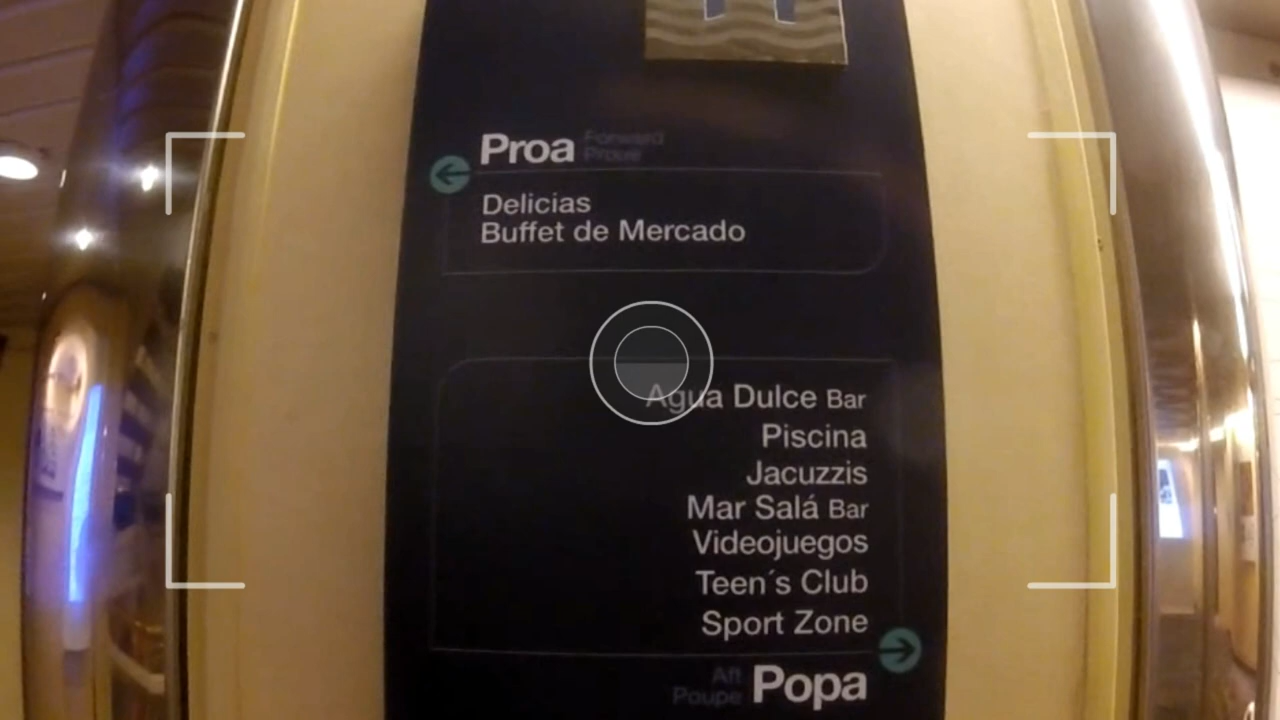 Proa Forward
Proue
Delicias
Buffet de Mercado
Agua Dulce Bar
Piscina
Jacuzzis
Mar Salá Bar
Videojuegos
Teen´s Club
Sport Zone
Aft
Poupe Popa